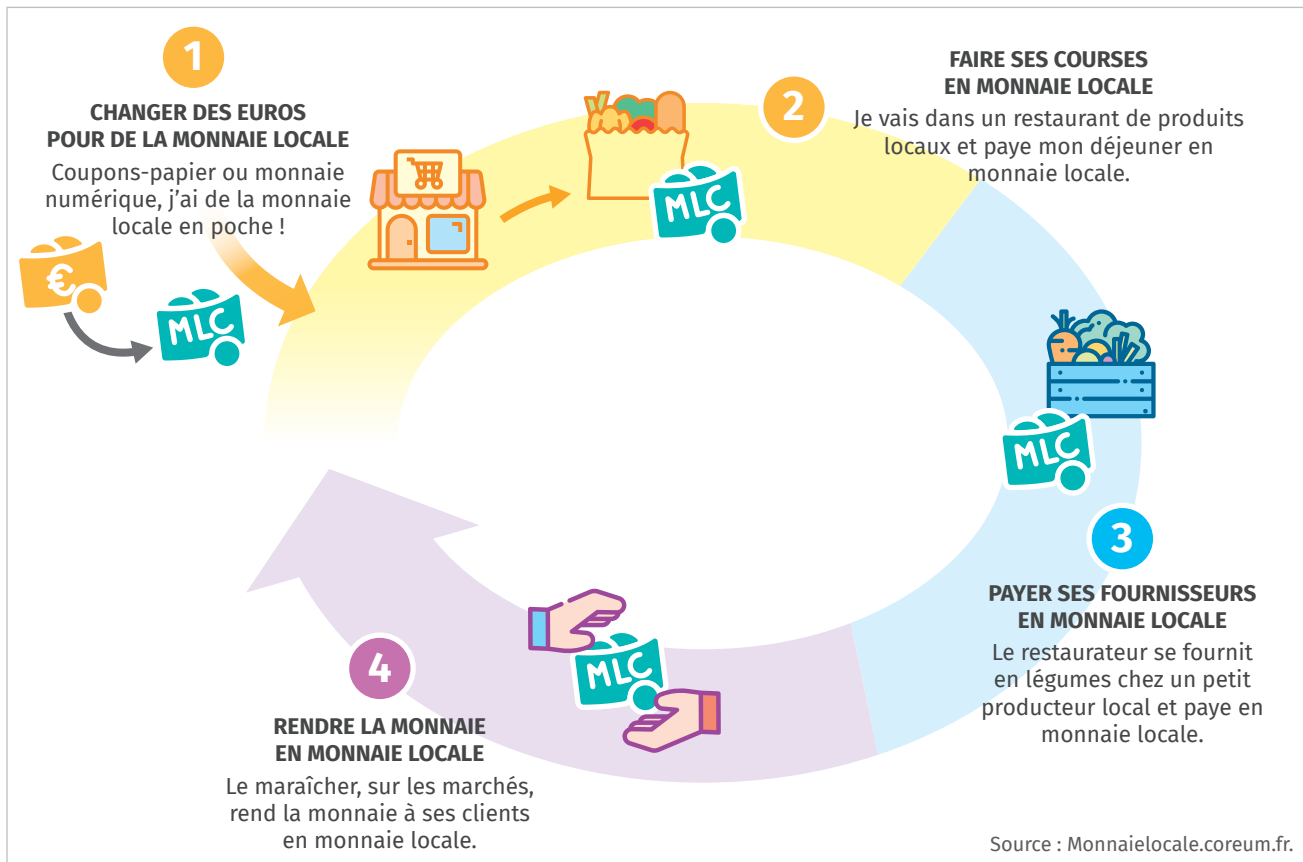 1
CHANGER DES EUROS
POUR DE LA MONNAIE LOCALE
Coupons-papier ou monnaie
numérique, j’ai de la monnaie
locale en poche !
€
MLC
2
FAIRE SES COURSES
EN MONNAIE LOCALE
Je vais dans un restaurant de produits
locaux et paye mon déjeuner en
monnaie locale.
MLC
MLC
3
PAYER SES FOURNISSEURS
EN MONNAIE LOCALE
Le restaurateur se fournit
en légumes chez un petit
producteur local et paye en
monnaie locale.
MLC
4
RENDRE LA MONNAIE
EN MONNAIE LOCALE
Le maraîcher, sur les marchés,
rend la monnaie à ses clients
en monnaie locale.
Source : Monnaielocale.coreum.fr.